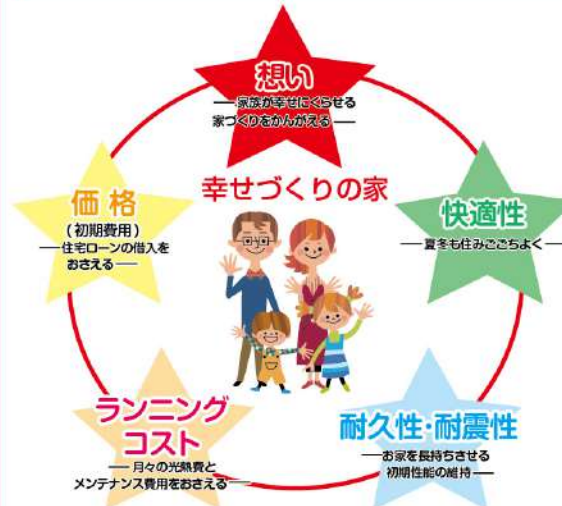 想い
――家族が幸せにくらせる
家づくりをかんがえる――
幸せづくりの家
価格
(初期費用)
――住宅ローンの借入を
おさえる――
快適性
――夏冬も住みごこちよく――
ランニング
コスト
――月々の光熱費と
メンテナンス費用をおさえる――
耐久性・耐震性
――お家を長持ちさせる
初期性能の維持――